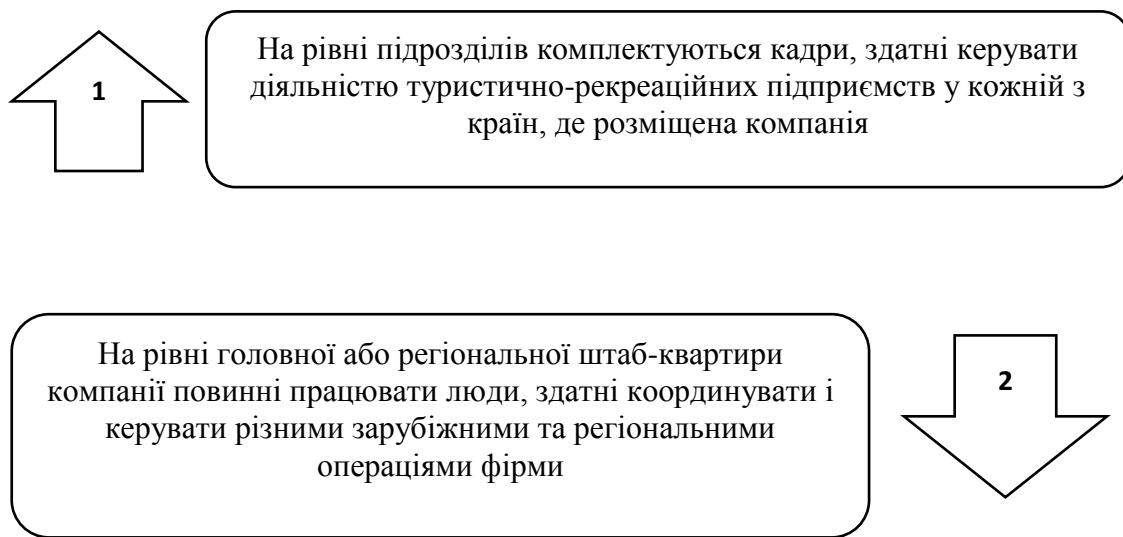 1
На рівні підрозділів комплектуються кадри, здатні керувати
діяльністю туристично-рекреаційних підприємств у кожній з
країн, де розміщена компанія
На рівні головної або регіональної штаб-квартири
компанії повинні працювати люди, здатні координувати і
керувати різними зарубіжними та регіональними
операціями фірми
2